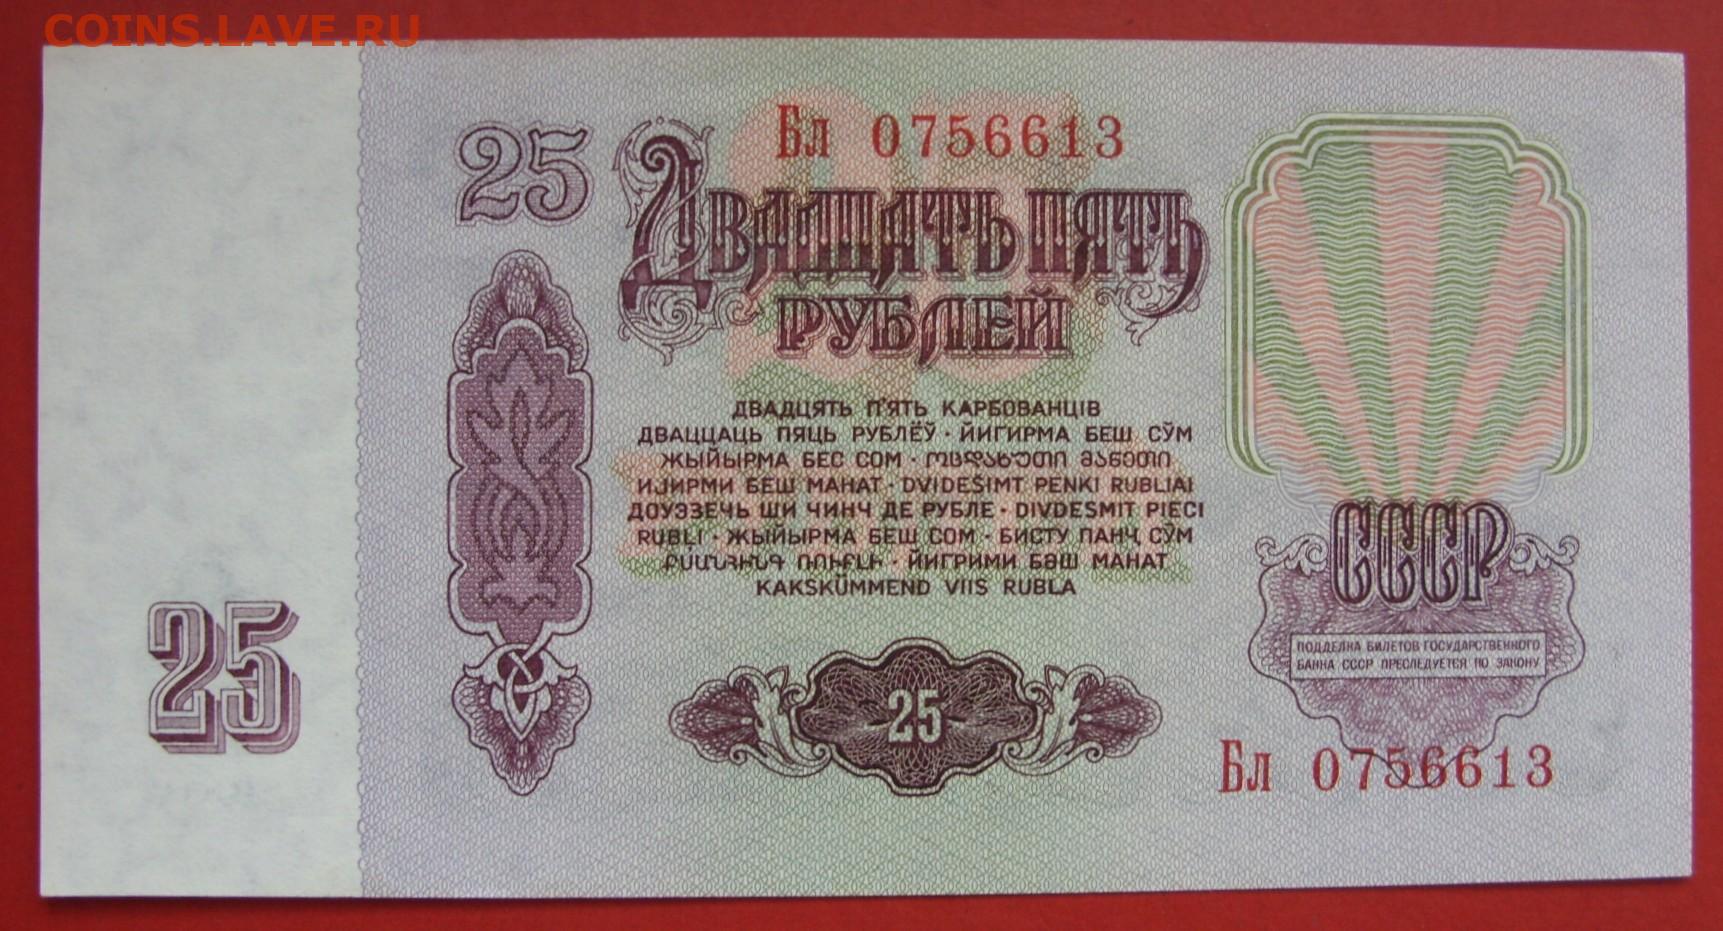 COINS.LAVE.RU
Бл 0756613
25
Двадцать пять
рублей
ДВАДЦЯТЬ П'ЯТЬ КАРБОВАНЦІВ
ДВАЦЦАЦЬ ПЯЦЬ РУБЛЁЎ · ЙИГИРМА БЕШ СЎМ
ЖЫЙЫРМА БЕС СОМ · ᲝᲪᲓᲐᲮᲣᲗᲘ ᲛᲐᲜᲔᲗᲘ
ИЈИРМИ БЕШ МАНАТ · DVIDEŠIMT PENKI RUBLIAI
ДОУЭЗЕЧЬ ШИ ЧИНЧ ДЕ РУБЛЕ · DIVDESMIT PIECI
RUBĻI · ЖЫЙЫРМА БЕШ СОМ · БИСТУ ПАНҶ СӮМ
ՔՍԱՆՀԻՆԳ ՌՈՒԲԼԻ · ЙИГРИМИ БӘШ МАНАТ
KAKSKÜMMEND VIIS RUBLA
СССР
ПОДДЕЛКА БИЛЕТОВ ГОСУДАРСТВЕННОГО
БАНКА СССР ПРЕСЛЕДУЕТСЯ ПО ЗАКОНУ
25
25
Бл 0756613